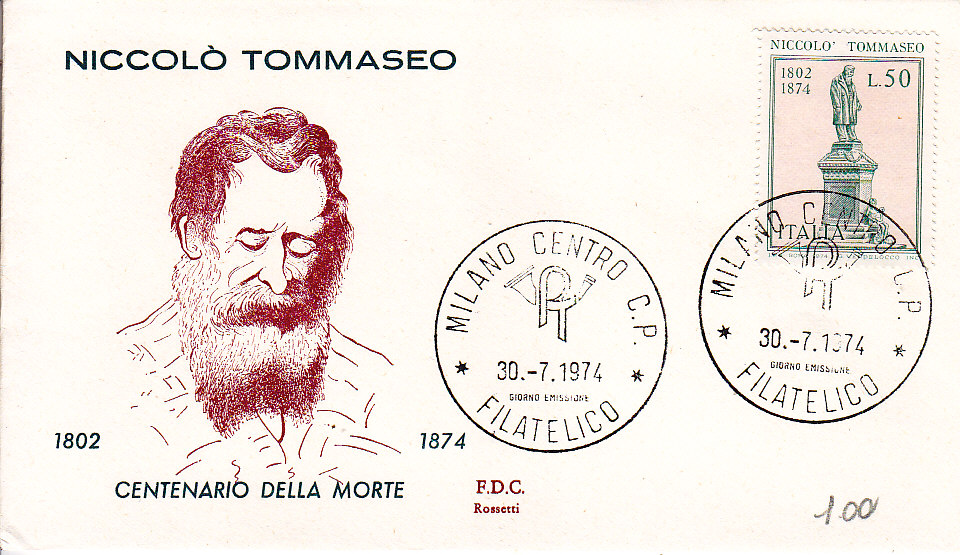 NICCOLÒ TOMMASEO
NICCOLO' TOMMASEO
1802
1874
L.50
ITALIA
MILANO CENTRO C.P.
30.-7.1974
GIORNO EMISSIONE
FILATELICO
MILANO C.P.
30.-7.1974
GIORNO EMISSIONE
FILATELICO
1802
1874
CENTENARIO DELLA MORTE
F.D.C.
Rossetti
100